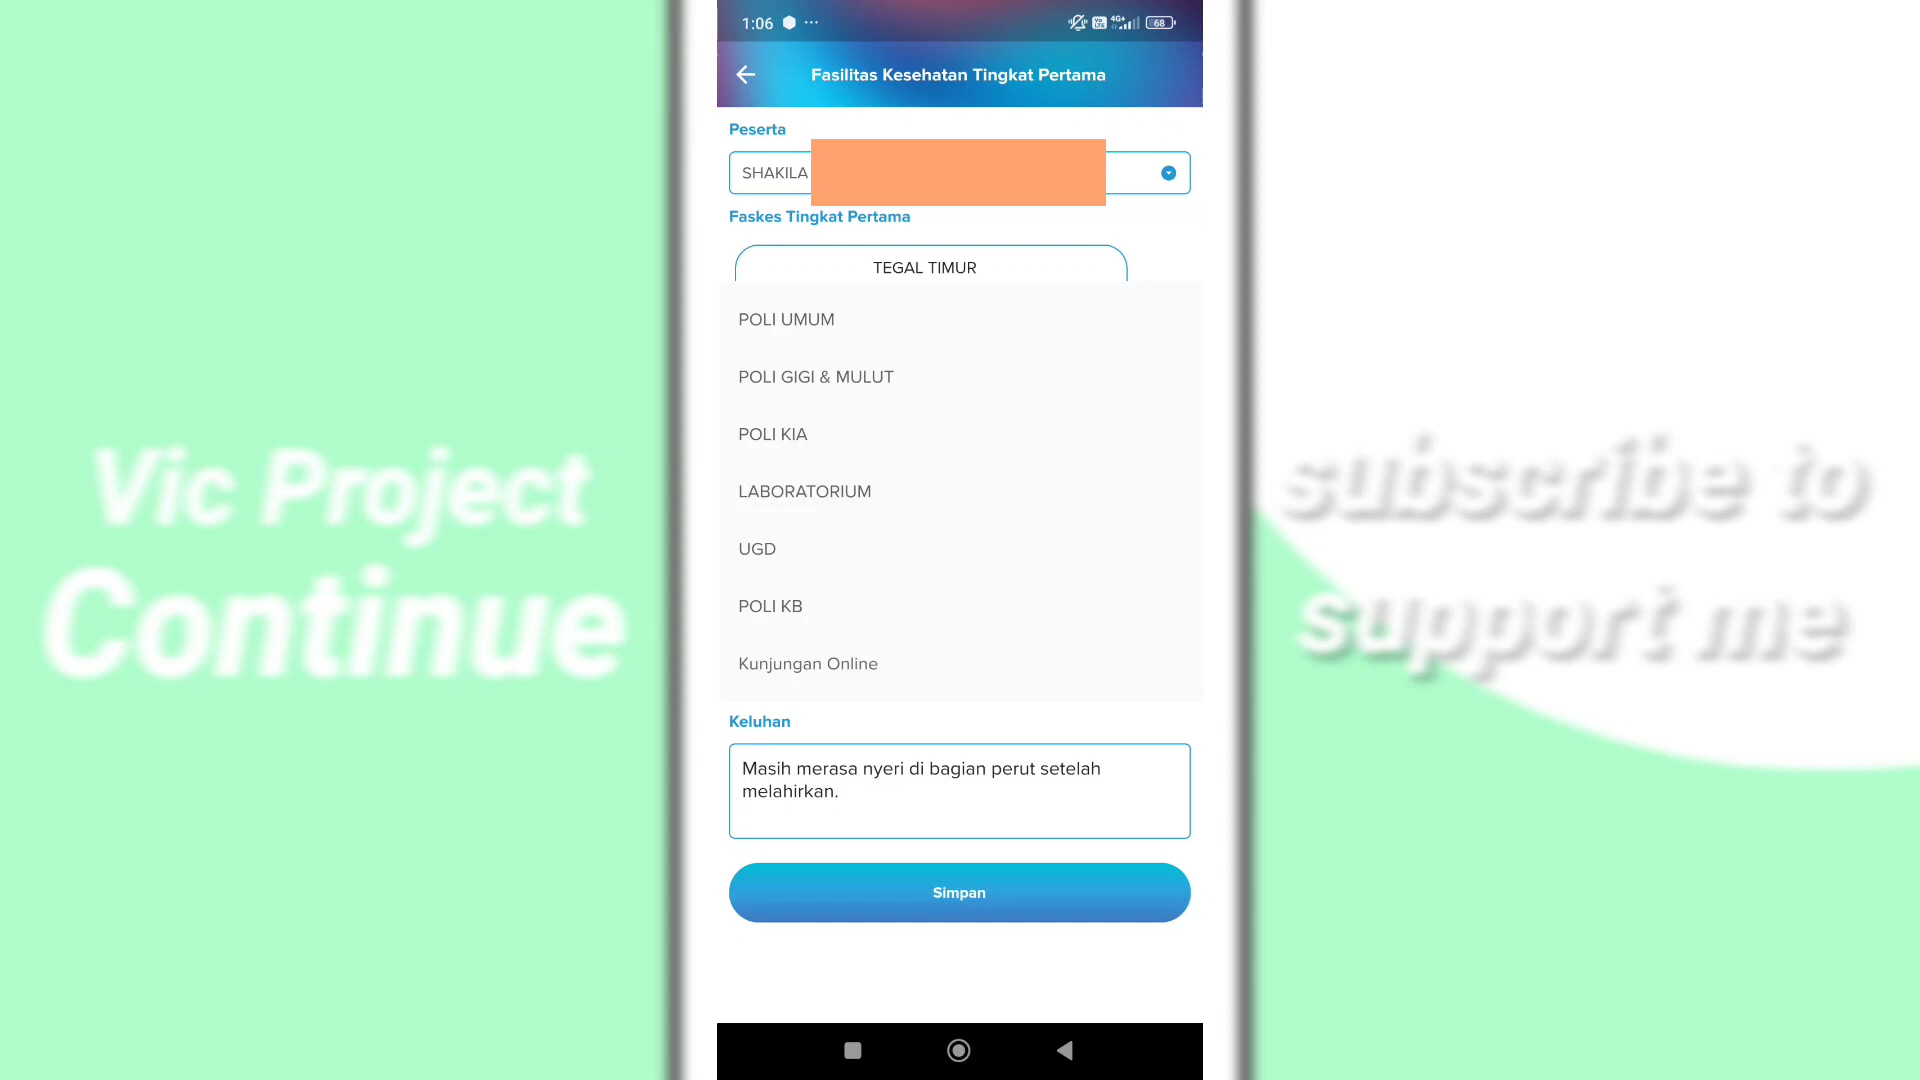 1:06
4G+
68
Fasilitas Kesehatan Tingkat Pertama
Peserta
SHAKILA
Faskes Tingkat Pertama
TEGAL TIMUR
POLI UMUM
POLI GIGI & MULUT
POLI KIA
LABORATORIUM
UGD
POLI KB
Kunjungan Online
Keluhan
Masih merasa nyeri di bagian perut setelah
melahirkan.
Simpan
Vic Project
Continue
subscribe to
support me